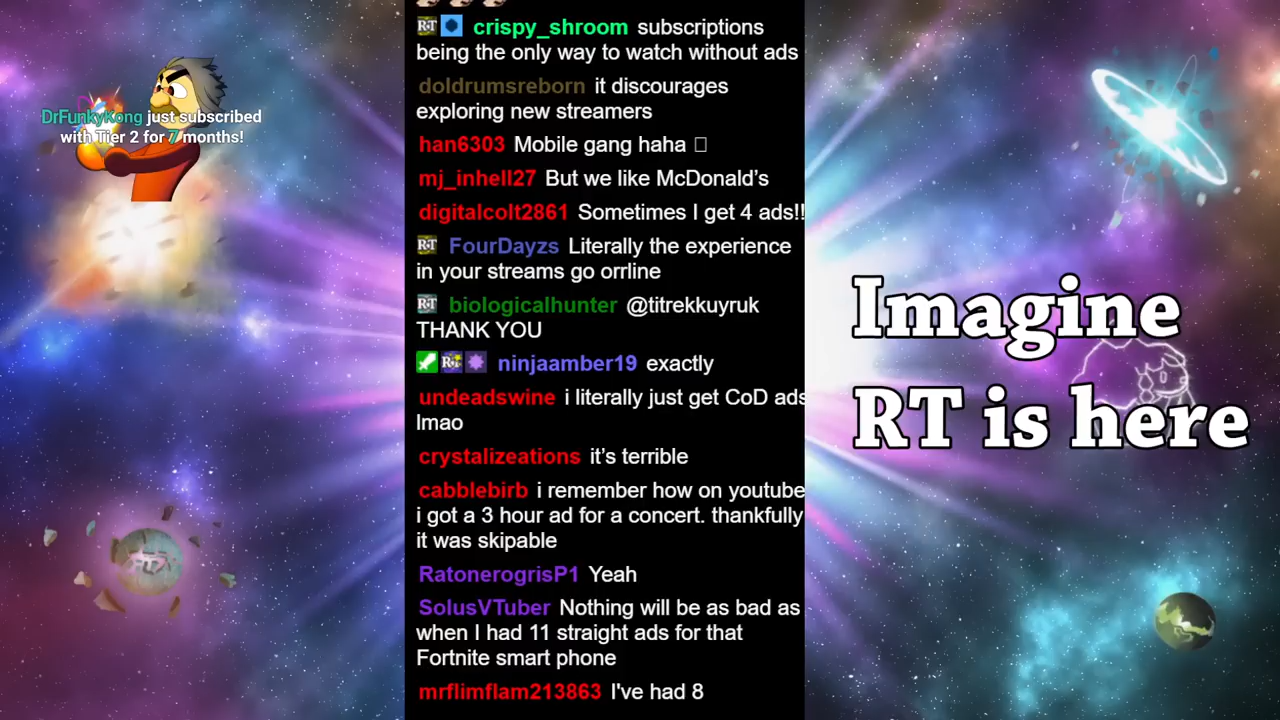 crispy_shroom subscriptions
being the only way to watch without ads
doldrumsreborn it discourages
exploring new streamers
han6303 Mobile gang haha
mj_inhell27 But we like McDonald’s
digitalcolt2861 Sometimes I get 4 ads!!
FourDayzs Literally the experience
in your streams go orrline
biologicalhunter @titrekkuyruk
THANK YOU
ninjaamber19 exactly
undeadswine i literally just get CoD ads
lmao
crystalizeations it’s terrible
cabblebirb i remember how on youtube
i got a 3 hour ad for a concert. thankfully
it was skipable
RatonerogrisP1 Yeah
SolusVTuber Nothing will be as bad as
when I had 11 straight ads for that
Fortnite smart phone
mrflimflam213863 I've had 8
DrFunkyKong just subscribed
with Tier 2 for 7 months!
Imagine
RT is here